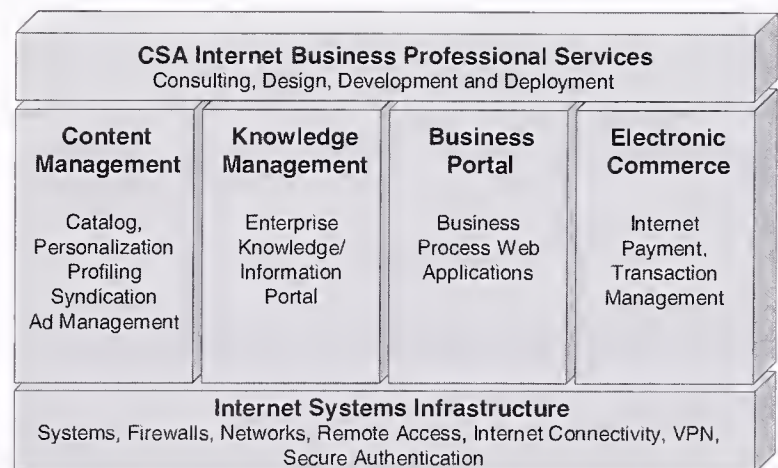 CSA Internet Business Professional Services
Consulting, Design, Development and Deployment
Content
Management
Catalog,
Personalization
Profiling
Syndication
Ad Management
Knowledge
Management
Enterprise
Knowledge/
Information
Portal
Business
Portal
Business
Process Web
Applications
Electronic
Commerce
Internet
Payment,
Transaction
Management
Internet Systems Infrastructure
Systems, Firewalls, Networks, Remote Access, Internet Connectivity, VPN,
Secure Authentication